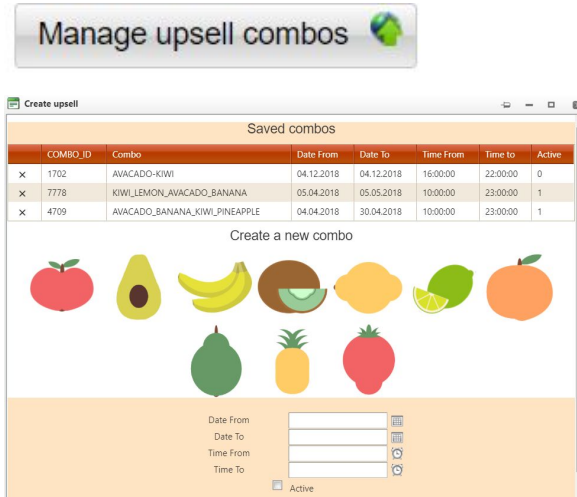 Manage upsell combos
Create upsell
Saved combos
COMBO_ID Combo Date From Date To Time From Time to Active
× 1702 AVACADO-KIWI 04.12.2018 04.12.2018 16:00:00 22:00:00 0
× 7778 KIWI_LEMON_AVACADO_BANANA 05.04.2018 05.05.2018 10:00:00 23:00:00 1
× 4709 AVACADO_BANANA_KIWI_PINEAPPLE 04.04.2018 30.04.2018 10:00:00 23:00:00 1
Create a new combo
Date From
Date To
Time From
Time To
Active